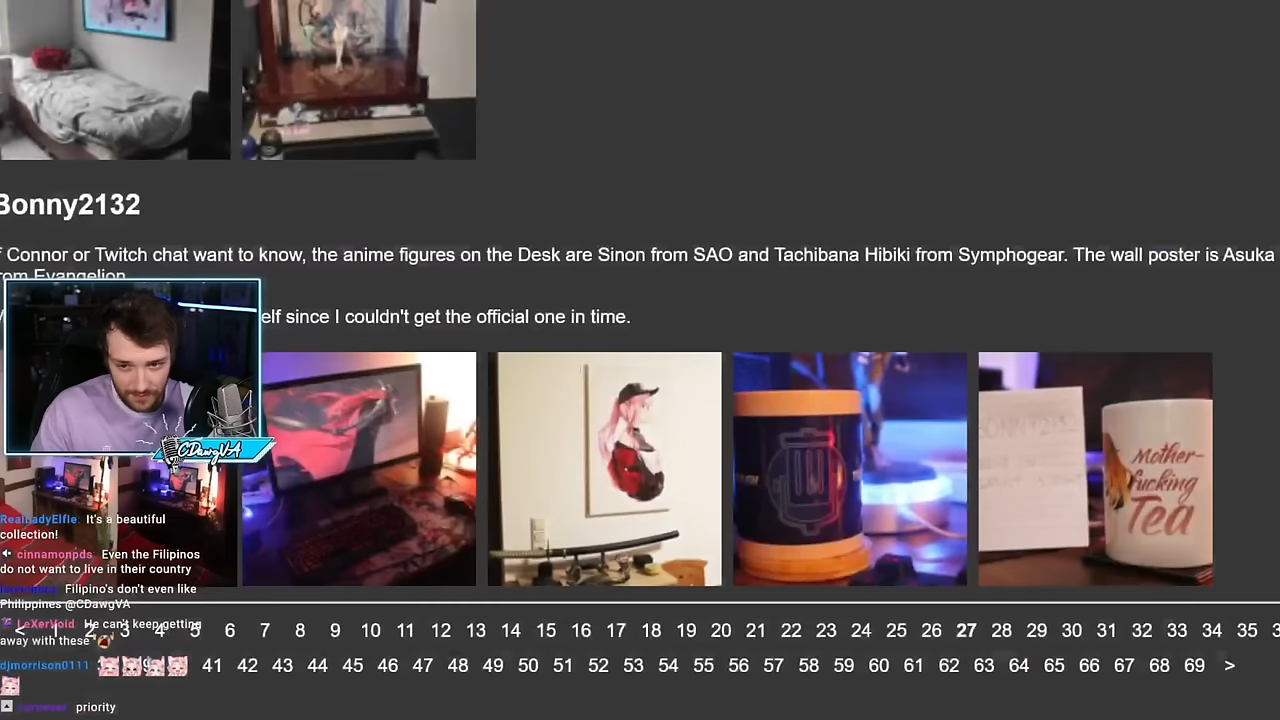 Bonny2132
Connor or Twitch chat want to know, the anime figures on the Desk are Sinon from SAO and Tachibana Hibiki from Symphogear. The wall poster is Asuka
rom Evangelion
elf since I couldn't get the official one in time.
CDawgVA
Mother-
fucking
Tea
RealLadyElfie: It's a beautiful
collection!
cinnamonpds Even the Filipinos
do not want to live in their country
Filipino's don't even like
Philippines @CDawgVA
LeXerVoid He can't keep getting
away with these
< 2 3 4 5 6 7 8 9 10 11 12 13 14 15 16 17 18 19 20 21 22 23 24 25 26 27 28 29 30 31 32 33 34 35 3
djmorrison0111 41 42 43 44 45 46 47 48 49 50 51 52 53 54 55 56 57 58 59 60 61 62 63 64 65 66 67 68 69 >
priority